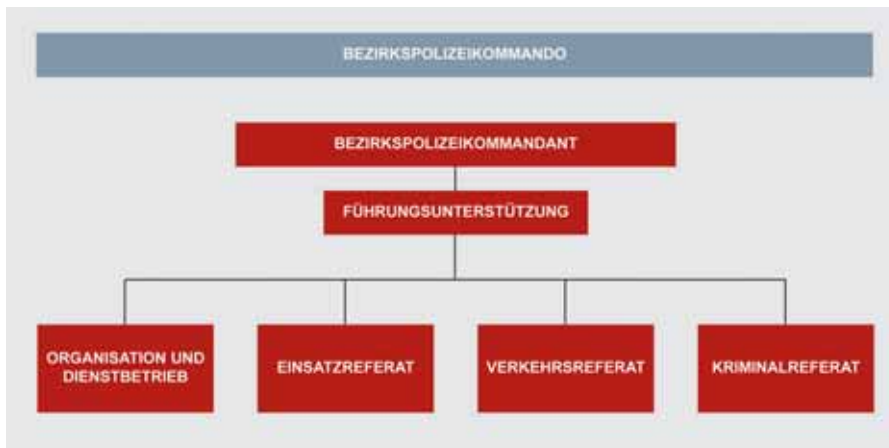 BEZIRKSPOLIZEIKOMMANDO
BEZIRKSPOLIZEIKOMMANDANT
FÜHRUNGSUNTERSTÜTZUNG
ORGANISATION UND
DIENSTBETRIEB
EINSATZREFERAT
VERKEHRSREFERAT
KRIMINALREFERAT